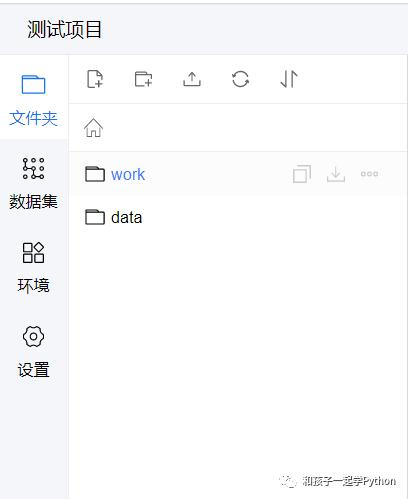 测试项目
文件夹
数据集
环境
设置
work
data
和孩子一起学Python